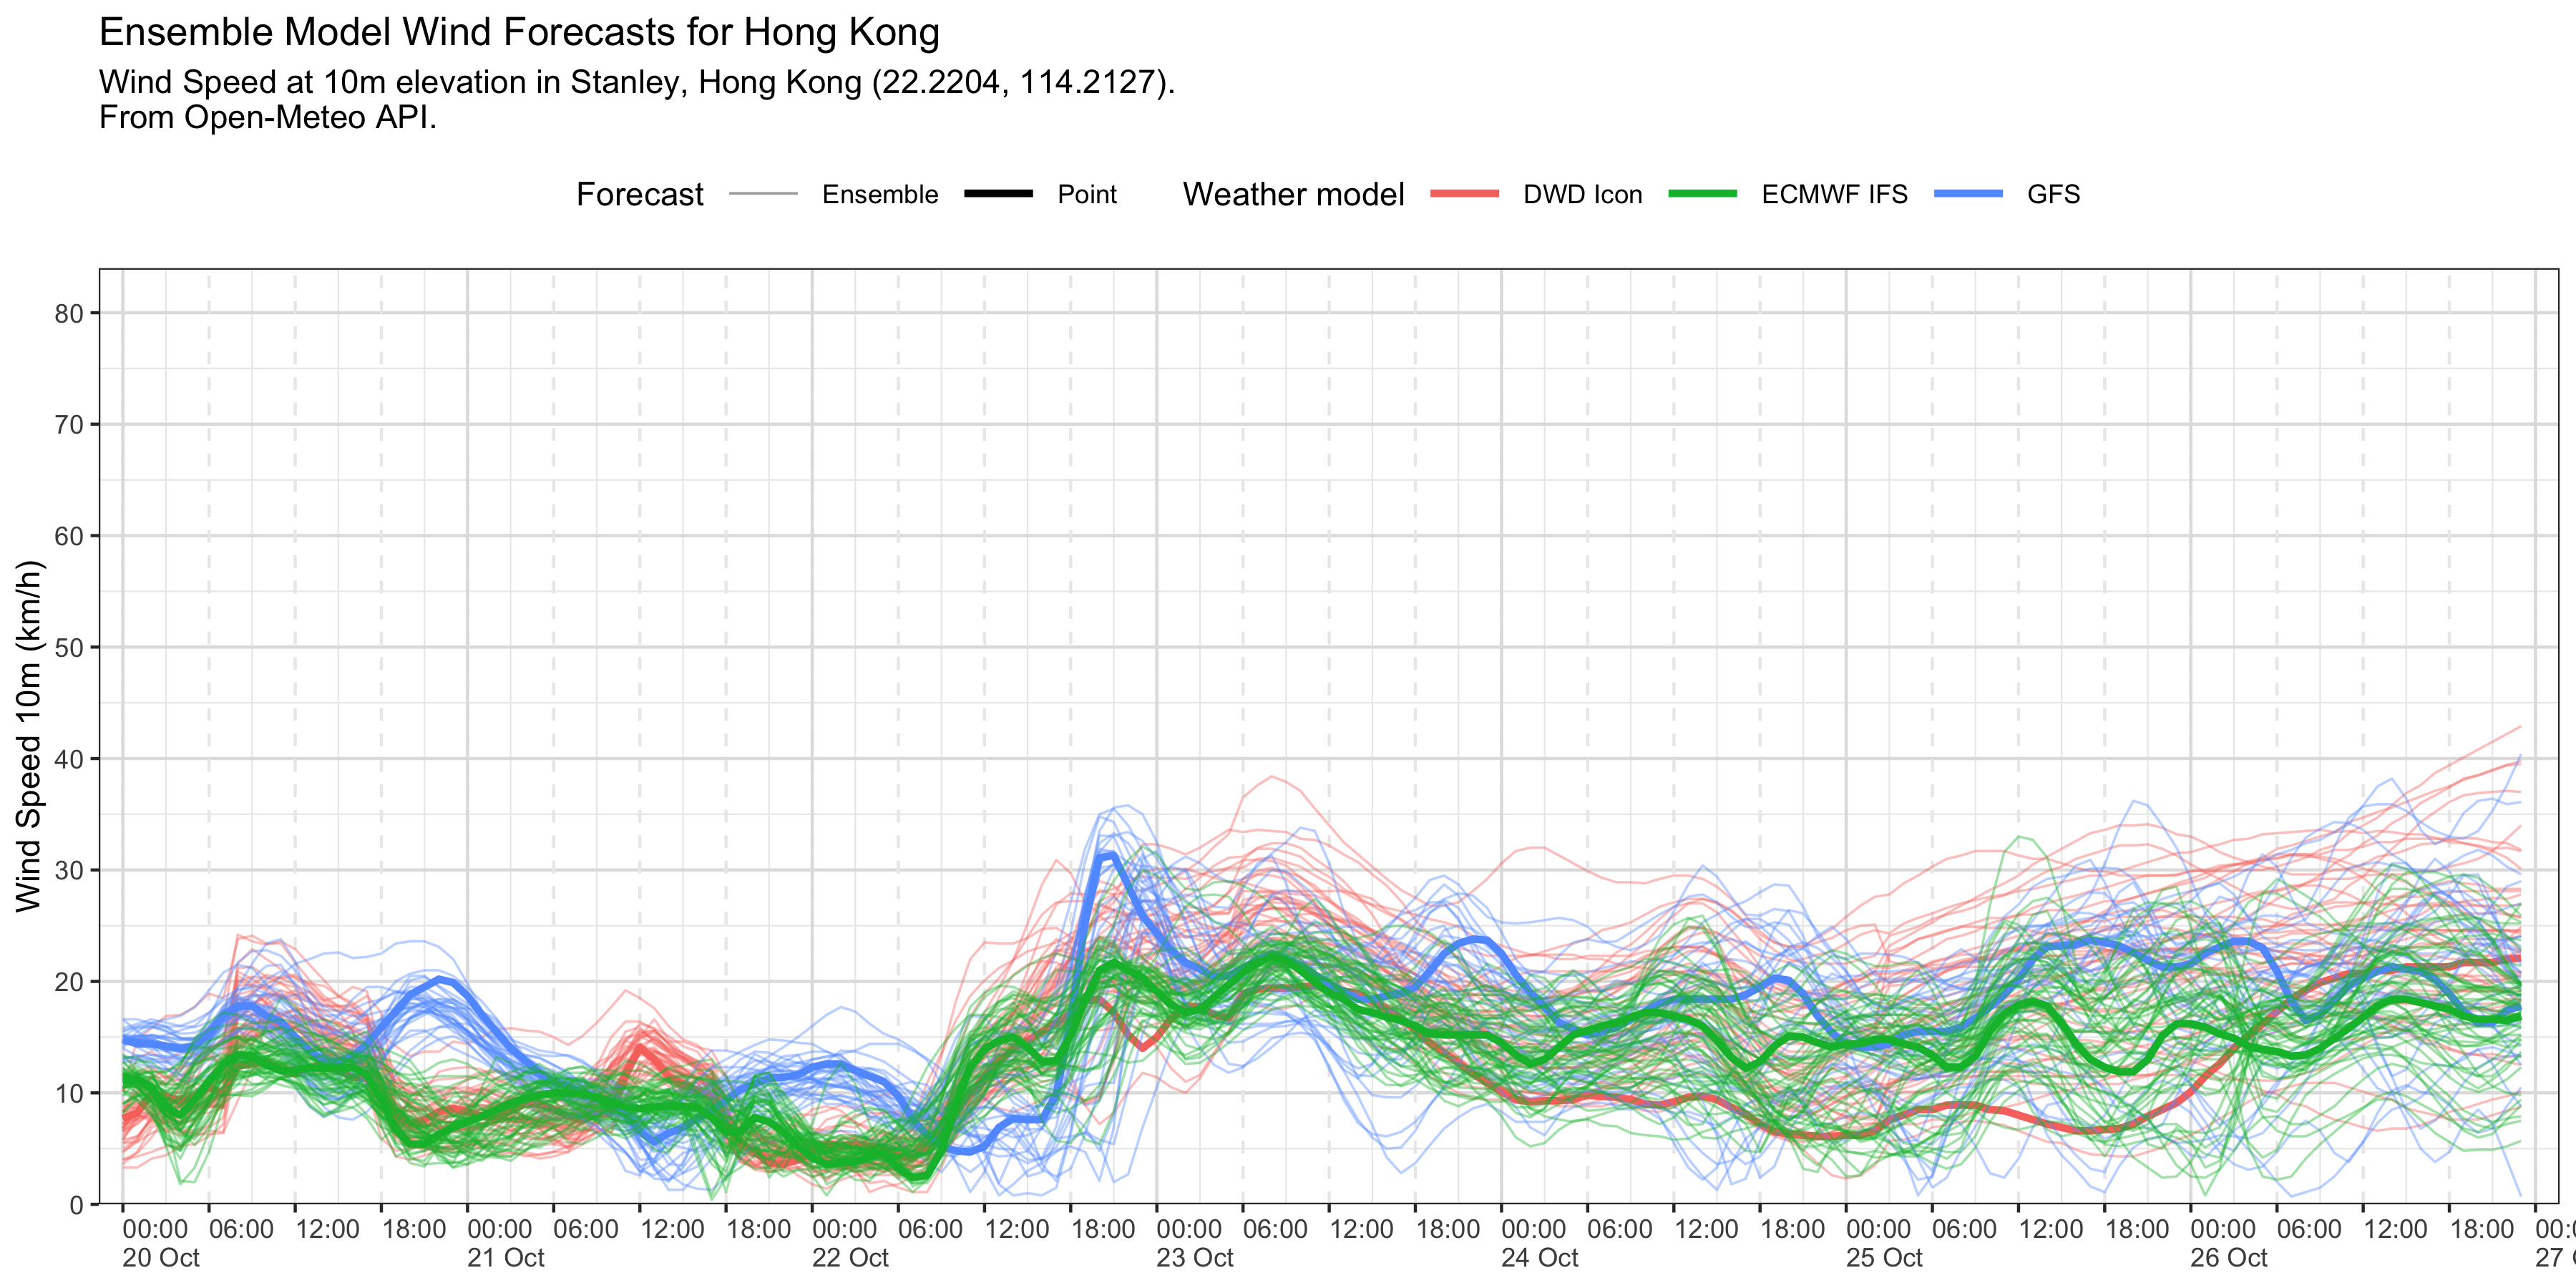 Ensemble Model Wind Forecasts for Hong Kong
Wind Speed at 10m elevation in Stanley, Hong Kong (22.2204, 114.2127).
From Open-Meteo API.
Forecast Ensemble Point Weather model DWD Icon ECMWF IFS GFS
Wind Speed 10m (km/h)
80
70
60
50
40
30
20
10
0
00:00 06:00 12:00 18:00 00:00 06:00 12:00 18:00 00:00 06:00 12:00 18:00 00:00 06:00 12:00 18:00 00:00 06:00 12:00 18:00 00:00 06:00 12:00 18:00 00:00 06:00 12:00 18:00
20 Oct 21 Oct 22 Oct 23 Oct 24 Oct 25 Oct 26 Oct 27